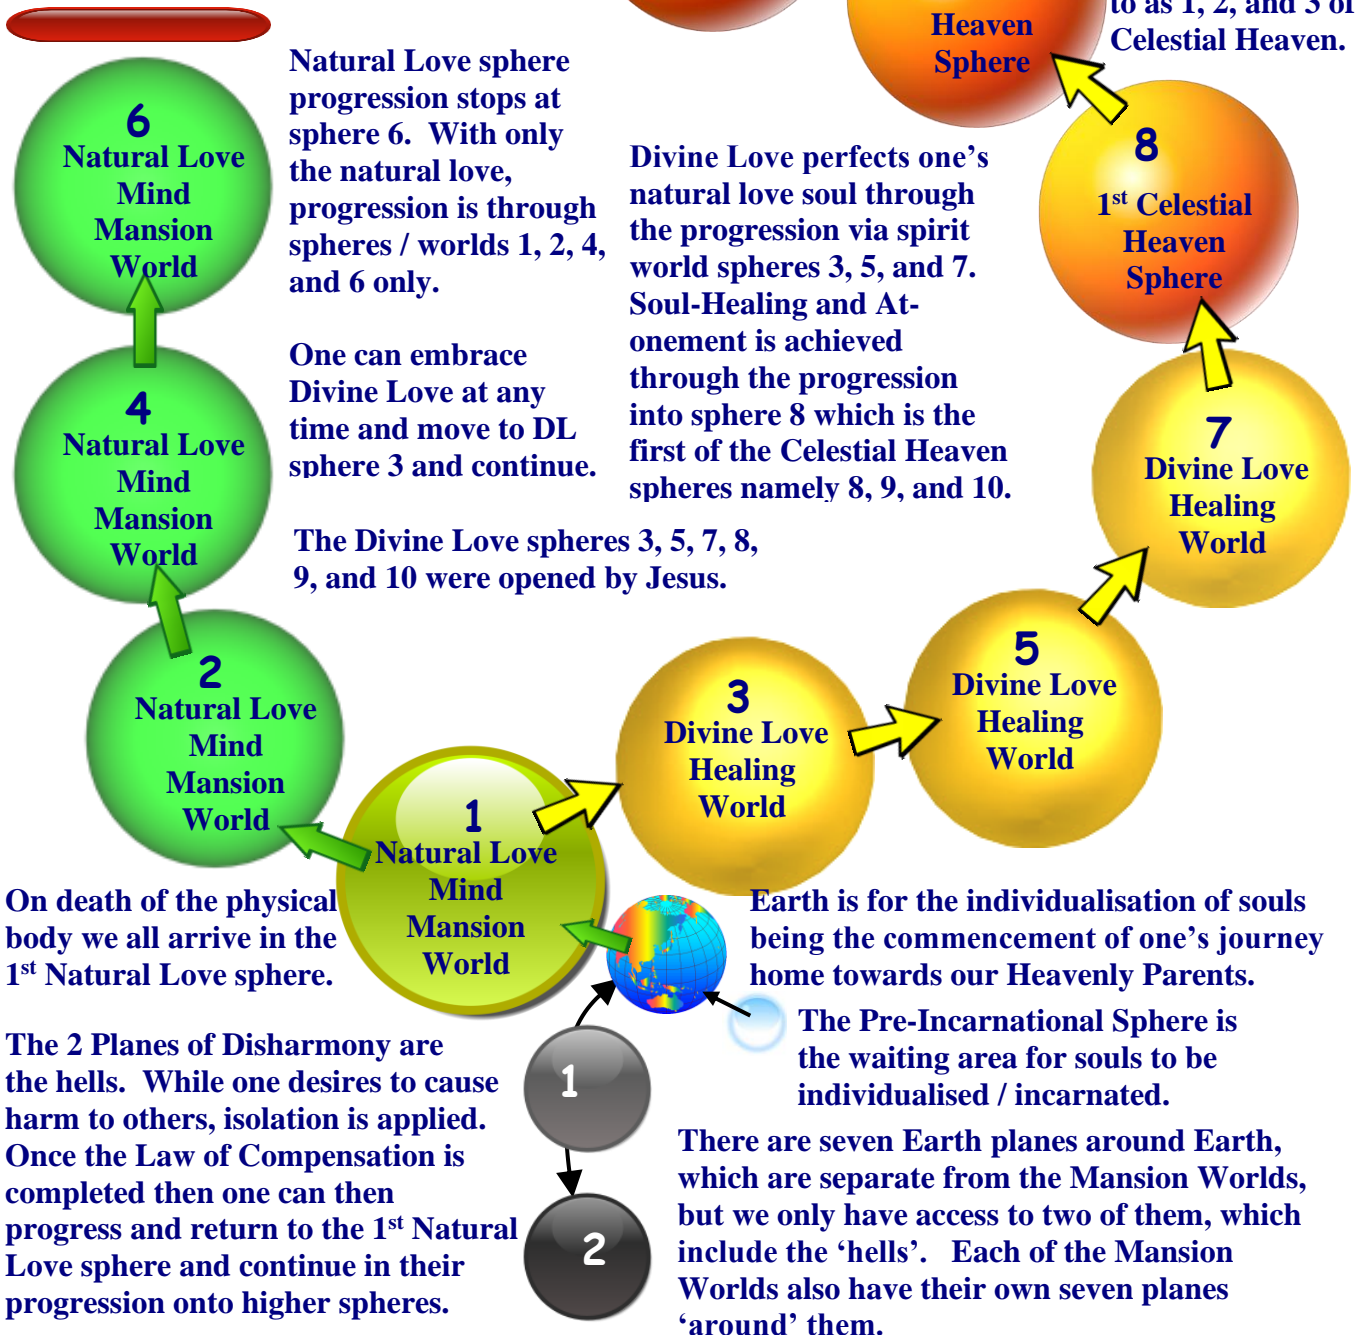 to as 1, 2, and 3 of
Celestial Heaven.
Heaven
Sphere
Natural Love sphere
progression stops at
sphere 6.  With only
the natural love,
progression is through
spheres / worlds 1, 2, 4,
and 6 only.
One can embrace
Divine Love at any
time and move to DL
sphere 3 and continue.
6
Natural Love
Mind
Mansion
World
Divine Love perfects one’s
natural love soul through
the progression via spirit
world spheres 3, 5, and 7.
Soul-Healing and At-
onement is achieved
through the progression
into sphere 8 which is the
first of the Celestial Heaven
spheres namely 8, 9, and 10.
8
1st Celestial
Heaven
Sphere
4
Natural Love
Mind
Mansion
World
7
Divine Love
Healing
World
The Divine Love spheres 3, 5, 7, 8,
9, and 10 were opened by Jesus.
2
Natural Love
Mind
Mansion
World
3
Divine Love
Healing
World
5
Divine Love
Healing
World
1
Natural Love
Mind
Mansion
World
On death of the physical
body we all arrive in the
1st Natural Love sphere.
Earth is for the individualisation of souls
being the commencement of one’s journey
home towards our Heavenly Parents.
The Pre-Incarnational Sphere is
the waiting area for souls to be
individualised / incarnated.
The 2 Planes of Disharmony are
the hells.  While one desires to cause
harm to others, isolation is applied.
Once the Law of Compensation is
completed then one can then
progress and return to the 1st Natural
Love sphere and continue in their
progression onto higher spheres.
1
2
There are seven Earth planes around Earth,
which are separate from the Mansion Worlds,
but we only have access to two of them, which
include the ‘hells’.   Each of the Mansion
Worlds also have their own seven planes
‘around’ them.